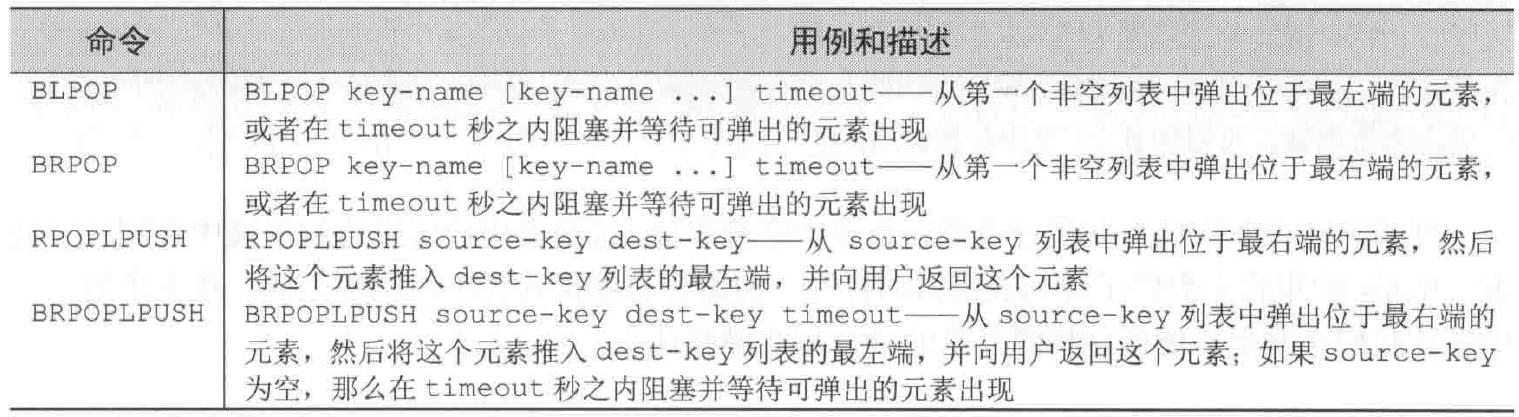 命令 用例和描述
BLPOP BLPOP key-name [key-name ...] timeout——从第一个非空列表中弹出位于最左端的元素，
或者在 timeout 秒之内阻塞并等待可弹出的元素出现
BRPOP BRPOP key-name [key-name ...] timeout——从第一个非空列表中弹出位于最右端的元素，
或者在 timeout 秒之内阻塞并等待可弹出的元素出现
RPOPLPUSH RPOPLPUSH source-key dest-key——从 source-key 列表中弹出位于最右端的元素，然后
将这个元素推入 dest-key 列表的最左端，并向用户返回这个元素
BRPOPLPUSH BRPOPLPUSH source-key dest-key timeout——从 source-key 列表中弹出位于最右端的
元素，然后将这个元素推入 dest-key 列表的最左端，并向用户返回这个元素；如果 source-key
为空，那么在 timeout 秒之内阻塞并等待可弹出的元素出现